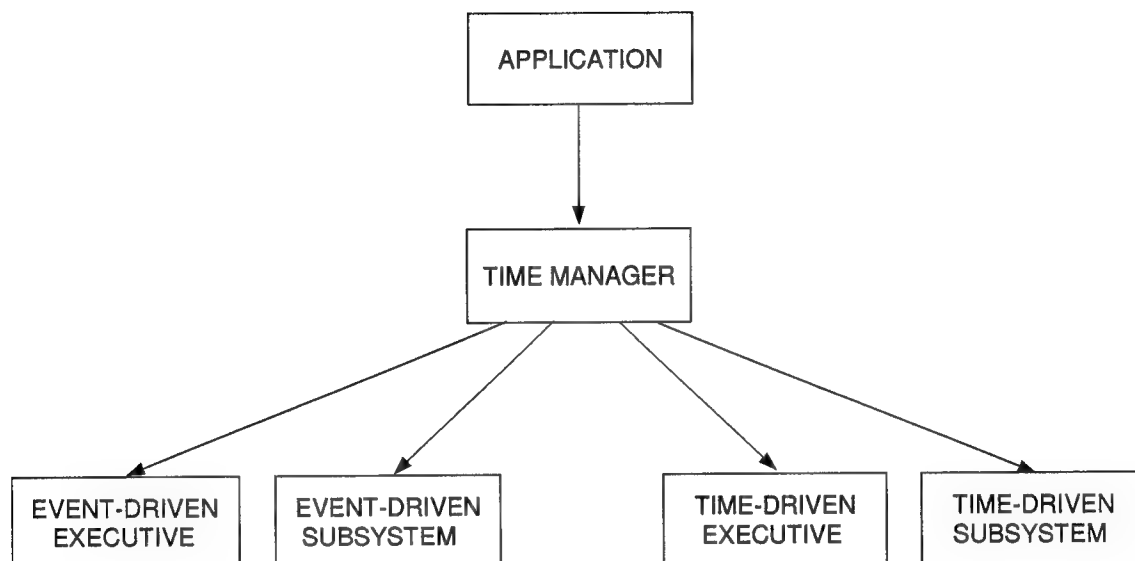 APPLICATION
TIME MANAGER
EVENT-DRIVEN
EXECUTIVE
EVENT-DRIVEN
SUBSYSTEM
TIME-DRIVEN
EXECUTIVE
TIME-DRIVEN
SUBSYSTEM